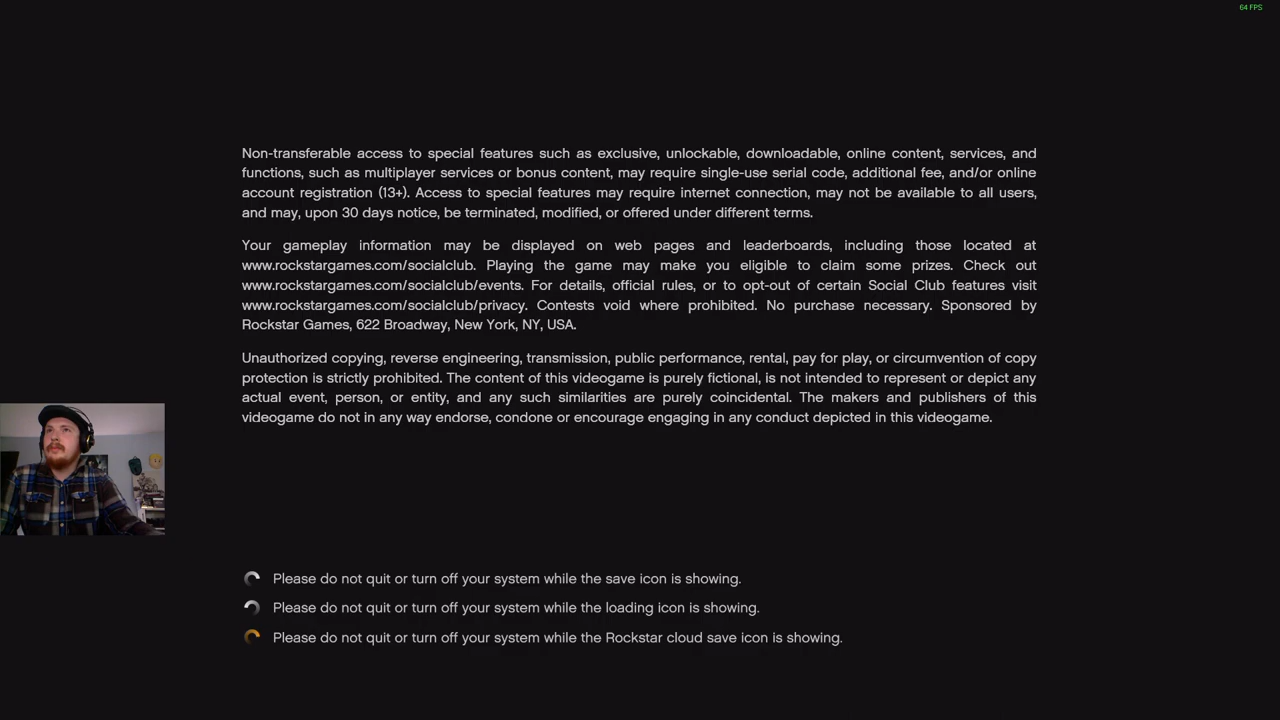 64 FPS
Non-transferable access to special features such as exclusive, unlockable, downloadable, online content, services, and
functions, such as multiplayer services or bonus content, may require single-use serial code, additional fee, and/or online
account registration (13+). Access to special features may require internet connection, may not be available to all users,
and may, upon 30 days notice, be terminated, modified, or offered under different terms.
Your gameplay information may be displayed on web pages and leaderboards, including those located at
www.rockstargames.com/socialclub. Playing the game may make you eligible to claim some prizes. Check out
www.rockstargames.com/socialclub/events. For details, official rules, or to opt-out of certain Social Club features visit
www.rockstargames.com/socialclub/privacy. Contests void where prohibited. No purchase necessary. Sponsored by
Rockstar Games, 622 Broadway, New York, NY, USA.
Unauthorized copying, reverse engineering, transmission, public performance, rental, pay for play, or circumvention of copy
protection is strictly prohibited. The content of this videogame is purely fictional, is not intended to represent or depict any
actual event, person, or entity, and any such similarities are purely coincidental. The makers and publishers of this
videogame do not in any way endorse, condone or encourage engaging in any conduct depicted in this videogame.
Please do not quit or turn off your system while the save icon is showing.
Please do not quit or turn off your system while the loading icon is showing.
Please do not quit or turn off your system while the Rockstar cloud save icon is showing.